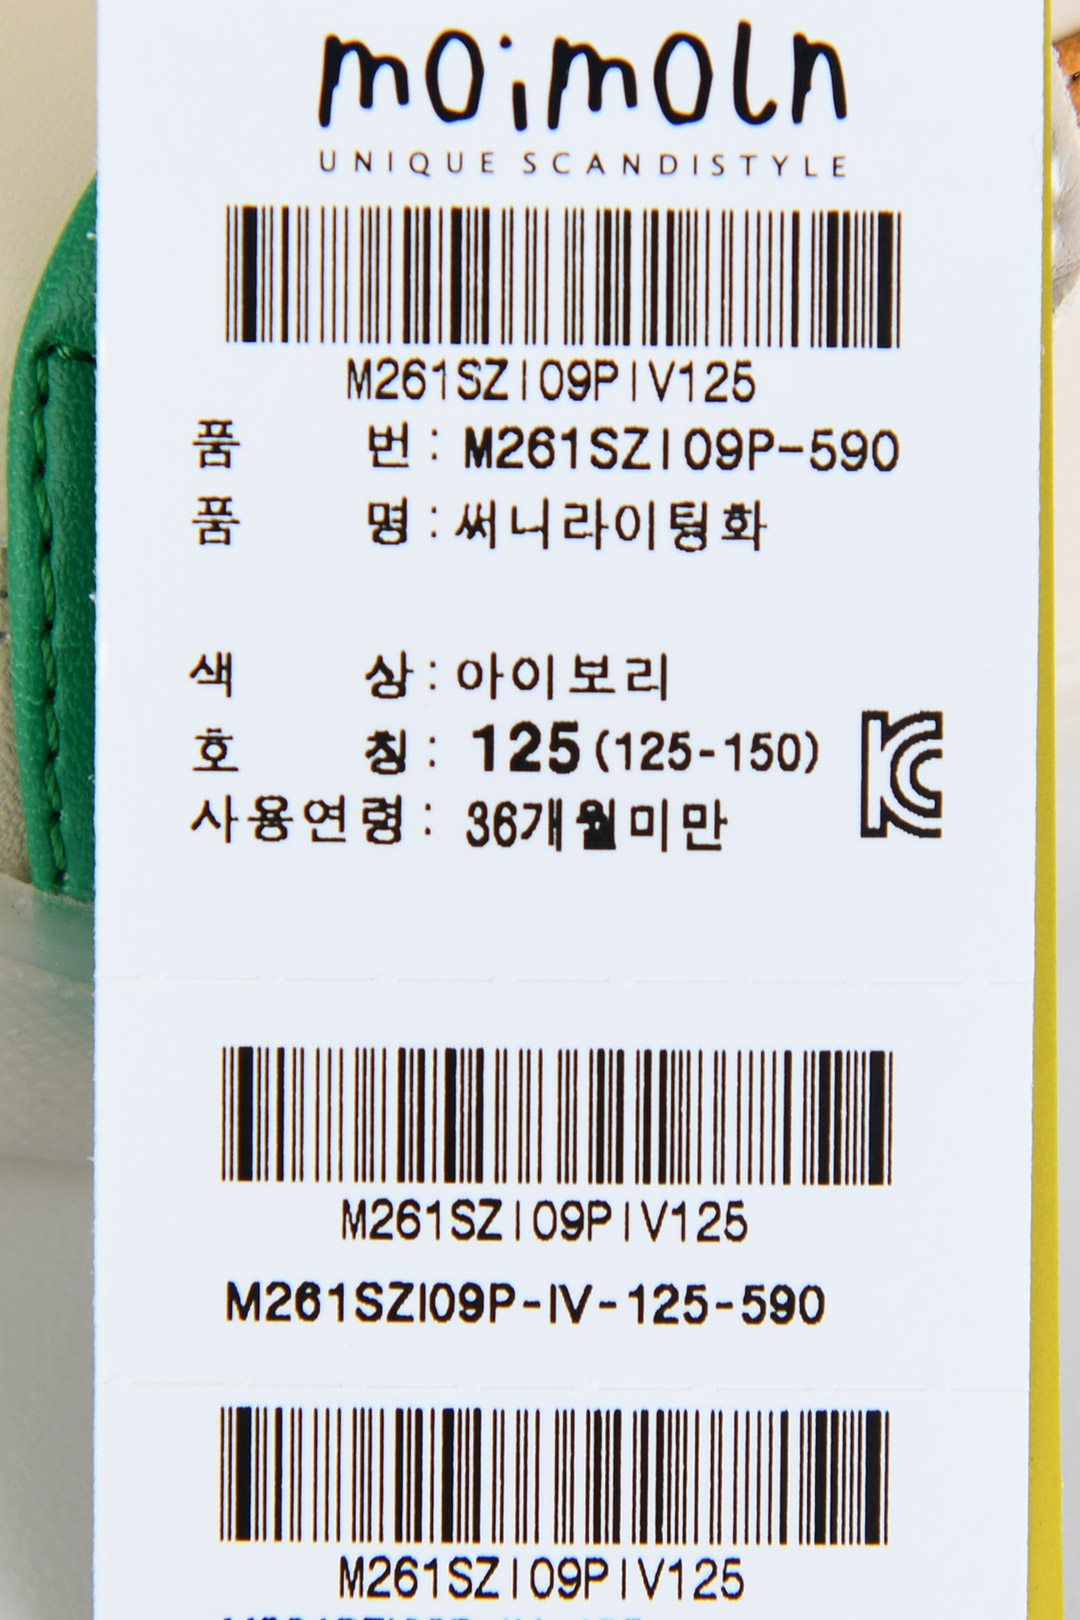 moimoln
UNIQUE SCANDISTYLE
M261SZI09PIV125
품 번 : M261SZI09P-590
품 명 : 써니라이팅화
색 상 : 아이보리
호 칭 : 125 (125-150)
사용연령 : 36개월미만
M261SZI09PIV125
M261SZI09P-IV-125-590
M261SZI09PIV125